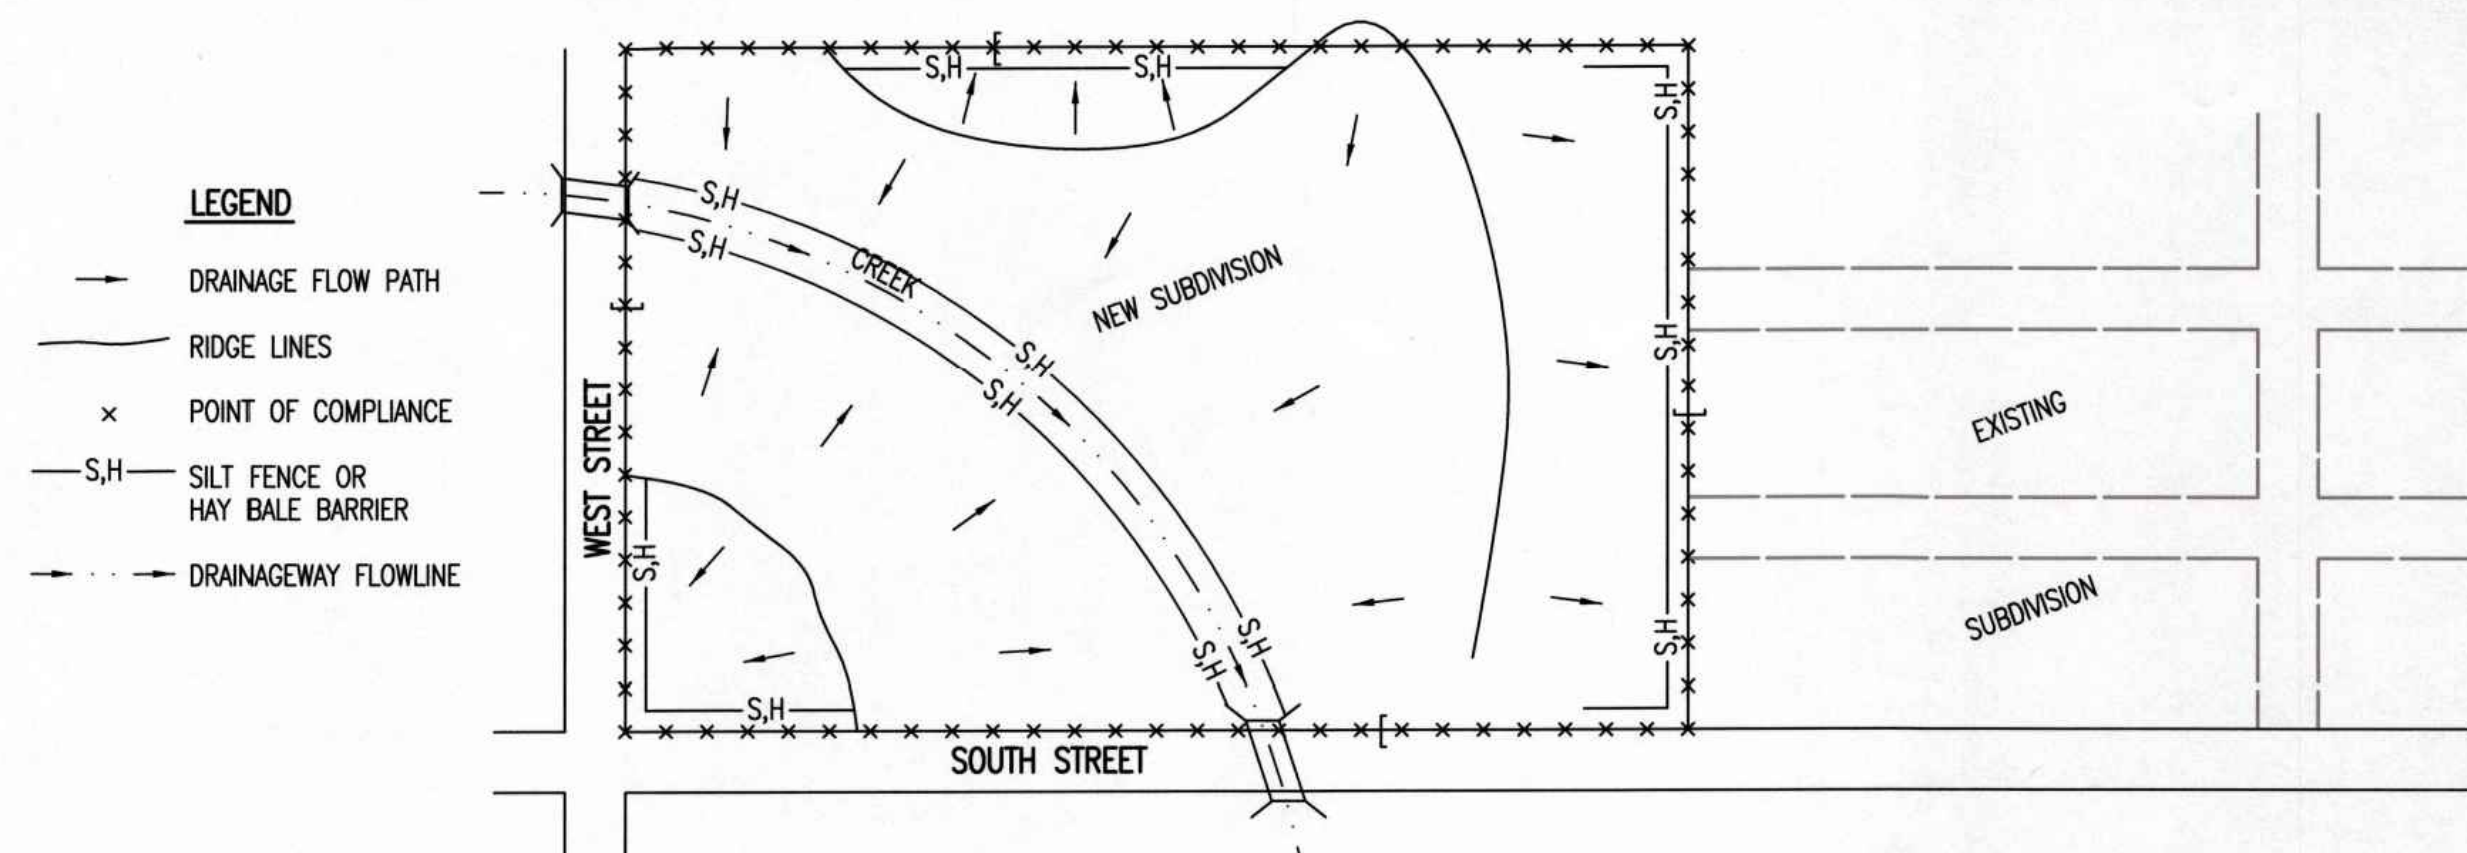 LEGEND
DRAINAGE FLOW PATH
RIDGE LINES
POINT OF COMPLIANCE
S,H
SILT FENCE OR
HAY BALE BARRIER
DRAINAGEWAY FLOWLINE
S,H
S,H
S,H
S,H
S,H
CREEK
NEW SUBDIVISION
S,H
S,H
S,H
WEST STREET
EXISTING
S,H
S,H
S,H
S,H
SUBDIVISION
S,H
S,H
SOUTH STREET